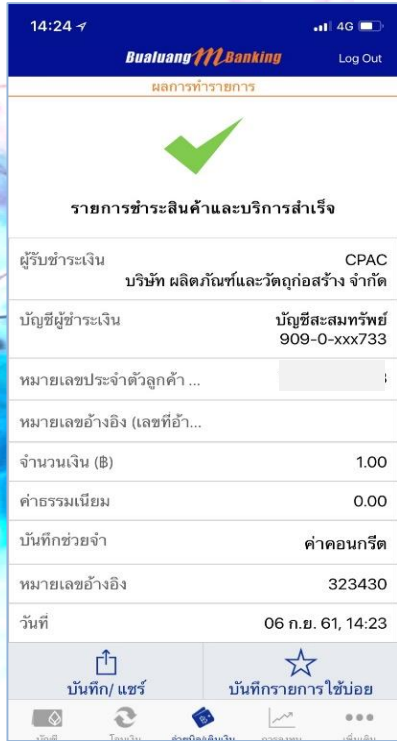 14:24
4G
Bualuang mBanking
Log Out
ผลการทำรายการ
รายการชำระสินค้าและบริการสำเร็จ
ผู้รับชำระเงิน CPAC
บริษัท ผลิตภัณฑ์และวัตถุก่อสร้าง จำกัด
บัญชีผู้ชำระเงิน บัญชีสะสมทรัพย์
909-0-xxx733
หมายเลขประจำตัวลูกค้า ...
หมายเลขอ้างอิง (เลขที่อ้า...
จำนวนเงิน (฿) 1.00
ค่าธรรมเนียม 0.00
บันทึกช่วยจำ ค่าคอนกรีต
หมายเลขอ้างอิง 323430
วันที่ 06 ก.ย. 61, 14:23
บันทึก/ แชร์
บันทึกรายการใช้บ่อย